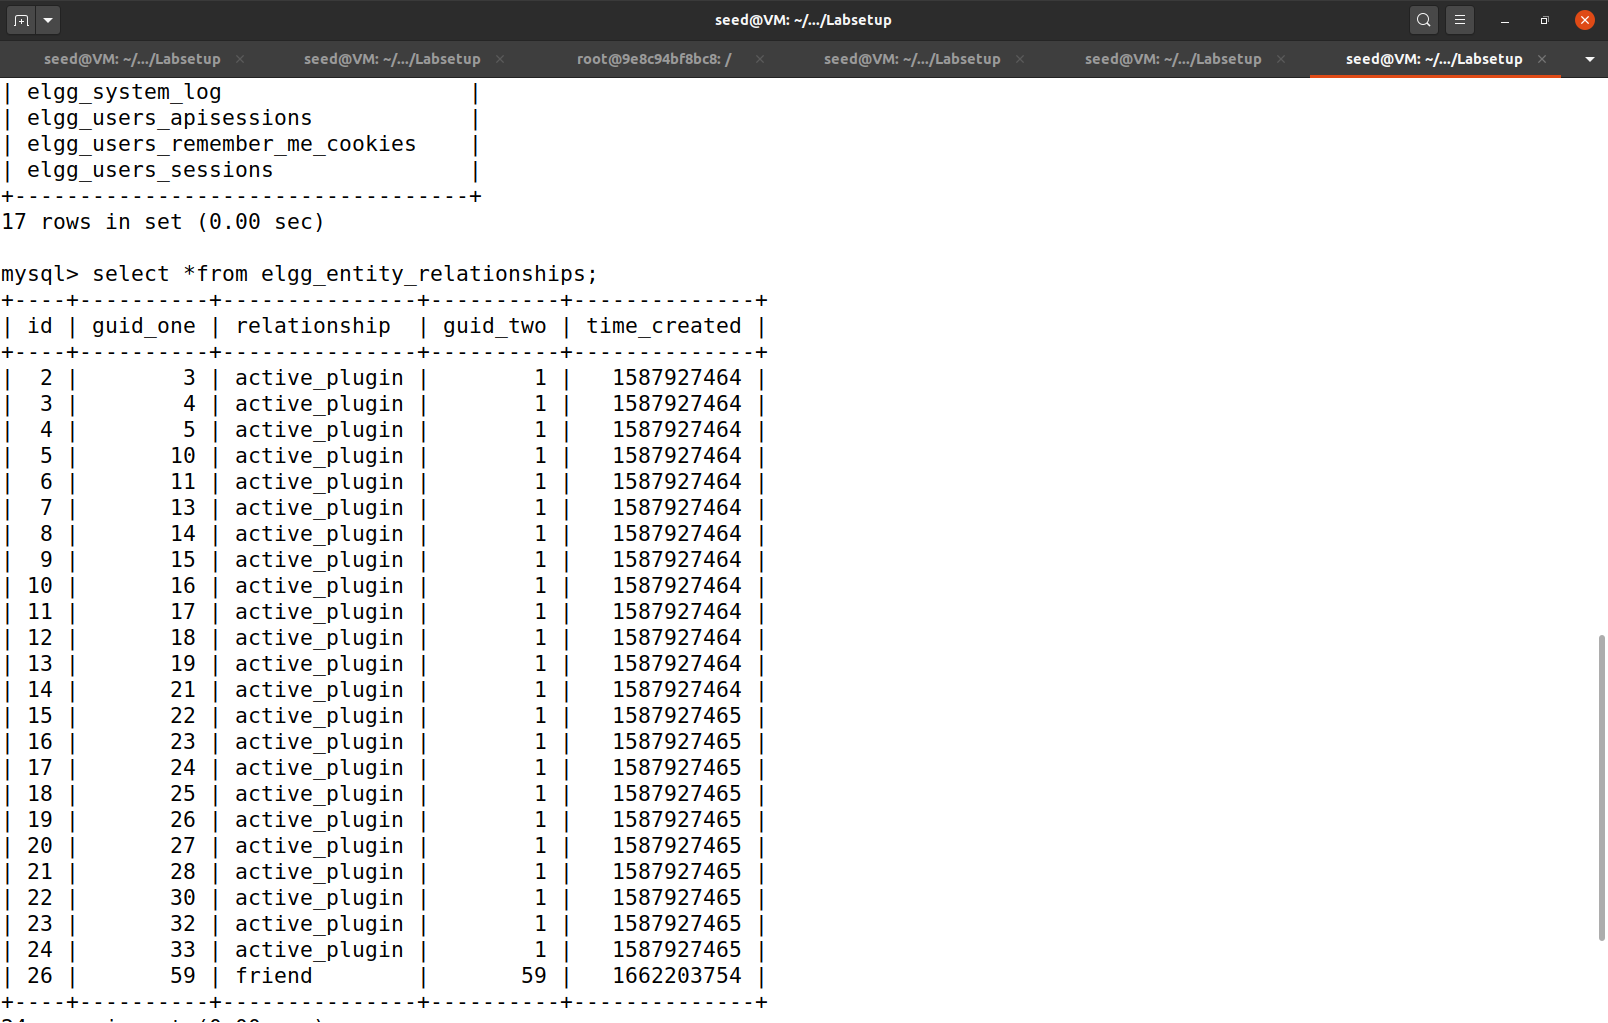 seed@VM: ~/.../Labsetup
seed@VM: ~/.../Labsetup seed@VM: ~/.../Labsetup root@9e8c94bf8bc8: / seed@VM: ~/.../Labsetup seed@VM: ~/.../Labsetup seed@VM: ~/.../Labsetup
| elgg_system_log                   |
| elgg_users_apisessions            |
| elgg_users_remember_me_cookies    |
| elgg_users_sessions               |
+-----------------------------------+
17 rows in set (0.00 sec)

mysql> select *from elgg_entity_relationships;
+----+----------+---------------+----------+--------------+
| id | guid_one | relationship  | guid_two | time_created |
+----+----------+---------------+----------+--------------+
|  2 |        3 | active_plugin |        1 |   1587927464 |
|  3 |        4 | active_plugin |        1 |   1587927464 |
|  4 |        5 | active_plugin |        1 |   1587927464 |
|  5 |       10 | active_plugin |        1 |   1587927464 |
|  6 |       11 | active_plugin |        1 |   1587927464 |
|  7 |       13 | active_plugin |        1 |   1587927464 |
|  8 |       14 | active_plugin |        1 |   1587927464 |
|  9 |       15 | active_plugin |        1 |   1587927464 |
| 10 |       16 | active_plugin |        1 |   1587927464 |
| 11 |       17 | active_plugin |        1 |   1587927464 |
| 12 |       18 | active_plugin |        1 |   1587927464 |
| 13 |       19 | active_plugin |        1 |   1587927464 |
| 14 |       21 | active_plugin |        1 |   1587927464 |
| 15 |       22 | active_plugin |        1 |   1587927465 |
| 16 |       23 | active_plugin |        1 |   1587927465 |
| 17 |       24 | active_plugin |        1 |   1587927465 |
| 18 |       25 | active_plugin |        1 |   1587927465 |
| 19 |       26 | active_plugin |        1 |   1587927465 |
| 20 |       27 | active_plugin |        1 |   1587927465 |
| 21 |       28 | active_plugin |        1 |   1587927465 |
| 22 |       30 | active_plugin |        1 |   1587927465 |
| 23 |       32 | active_plugin |        1 |   1587927465 |
| 24 |       33 | active_plugin |        1 |   1587927465 |
| 26 |       59 | friend        |       59 |   1662203754 |
+----+----------+---------------+----------+--------------+